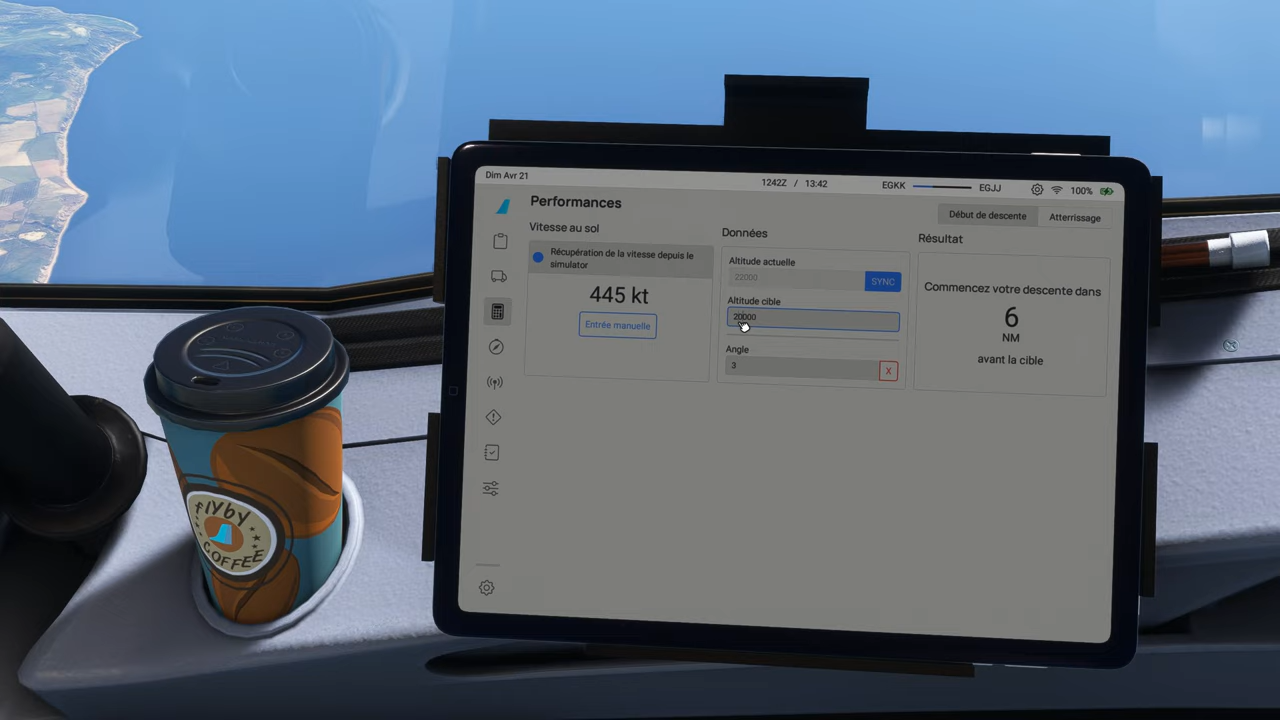 Dim Avr 21
1242Z / 13:42
EGKK
EGJJ
100%
Performances
Début de descente
Atterrissage
Vitesse au sol
Récupération de la vitesse depuis le
simulator
445 kt
Entrée manuelle
Données
Altitude actuelle
22000
SYNC
Altitude cible
20000
Angle
3
X
Résultat
Commencez votre descente dans
6
NM
avant la cible
flyby
COFFEE